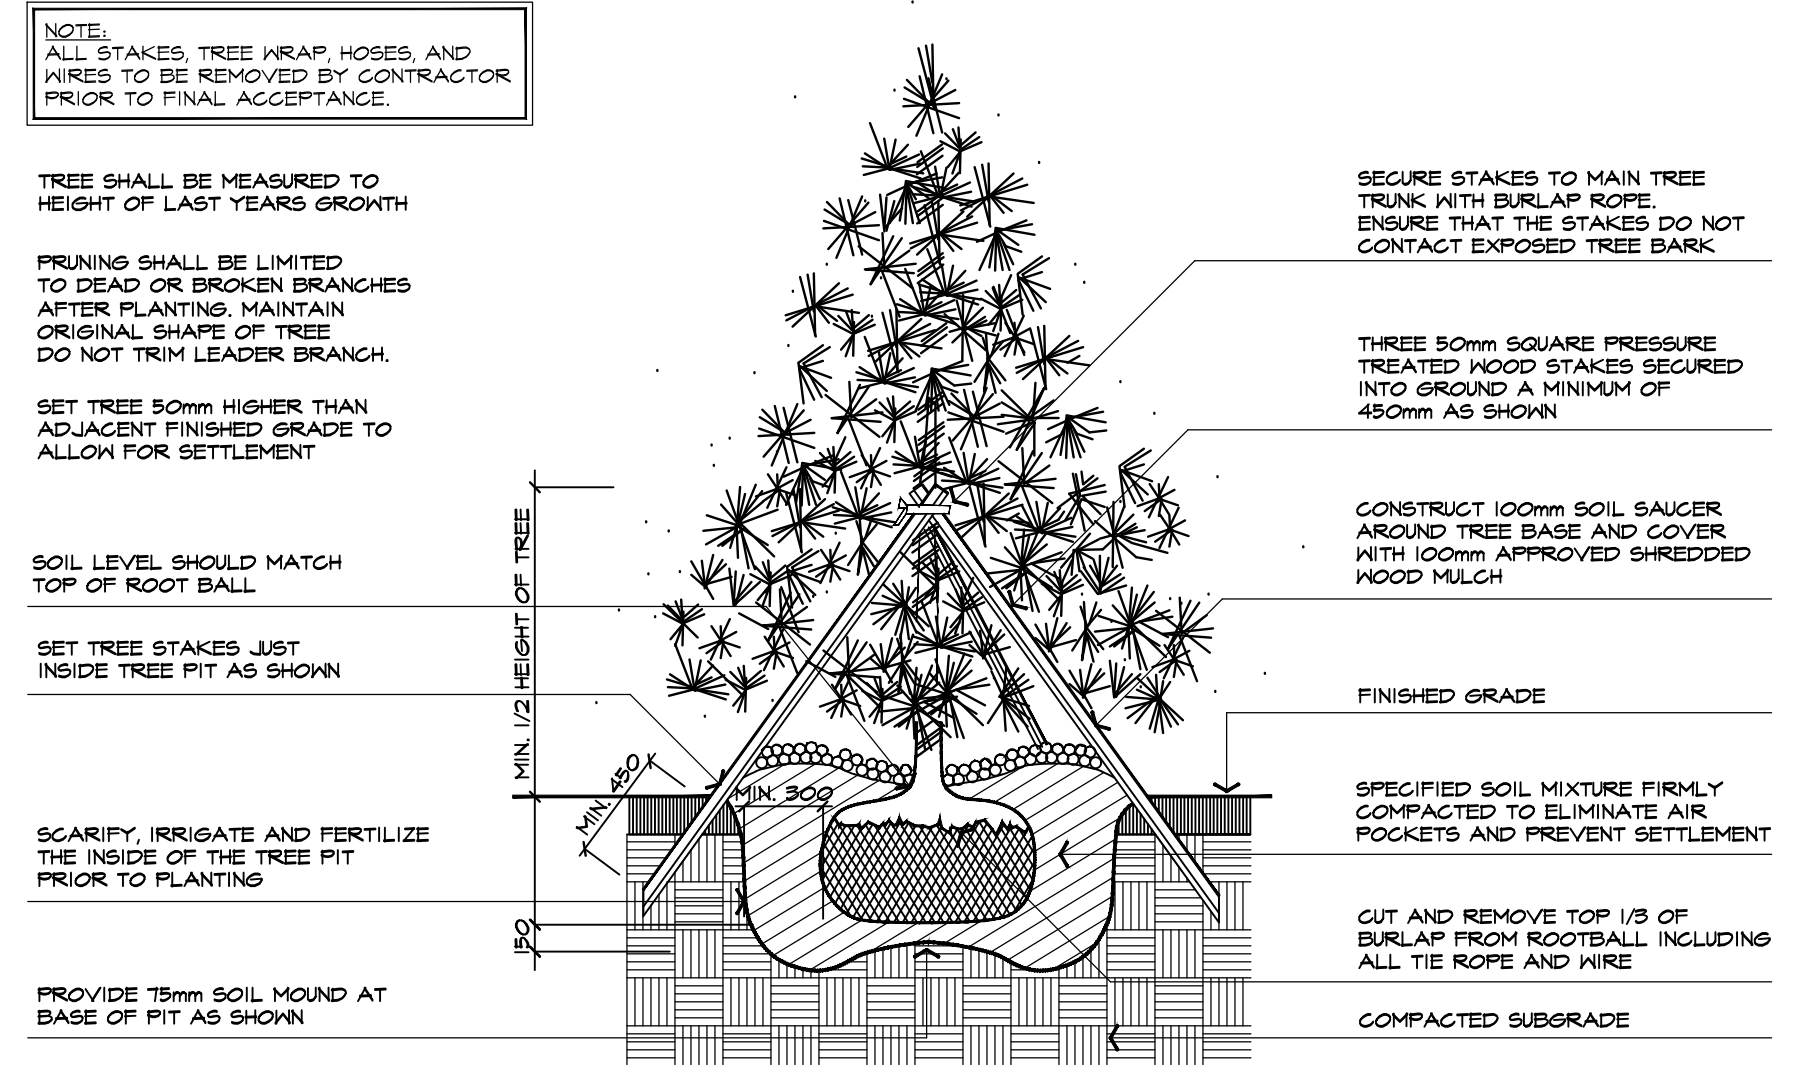 NOTE:
ALL STAKES, TREE WRAP, HOSES, AND
WIRES TO BE REMOVED BY CONTRACTOR
PRIOR TO FINAL ACCEPTANCE.
TREE SHALL BE MEASURED TO
HEIGHT OF LAST YEARS GROWTH
PRUNING SHALL BE LIMITED
TO DEAD OR BROKEN BRANCHES
AFTER PLANTING. MAINTAIN
ORIGINAL SHAPE OF TREE
DO NOT TRIM LEADER BRANCH.
SET TREE 50mm HIGHER THAN
ADJACENT FINISHED GRADE TO
ALLOW FOR SETTLEMENT
SOIL LEVEL SHOULD MATCH
TOP OF ROOT BALL
SET TREE STAKES JUST
INSIDE TREE PIT AS SHOWN
SCARIFY, IRRIGATE AND FERTILIZE
THE INSIDE OF THE TREE PIT
PRIOR TO PLANTING
PROVIDE 75mm SOIL MOUND AT
BASE OF PIT AS SHOWN
MIN. 1/2 HEIGHT OF TREE
MIN. 450
MIN. 300
150
SECURE STAKES TO MAIN TREE
TRUNK WITH BURLAP ROPE.
ENSURE THAT THE STAKES DO NOT
CONTACT EXPOSED TREE BARK
THREE 50mm SQUARE PRESSURE
TREATED WOOD STAKES SECURED
INTO GROUND A MINIMUM OF
450mm AS SHOWN
CONSTRUCT 100mm SOIL SAUCER
AROUND TREE BASE AND COVER
WITH 100mm APPROVED SHREDDED
WOOD MULCH
FINISHED GRADE
SPECIFIED SOIL MIXTURE FIRMLY
COMPACTED TO ELIMINATE AIR
POCKETS AND PREVENT SETTLEMENT
CUT AND REMOVE TOP 1/3 OF
BURLAP FROM ROOTBALL INCLUDING
ALL TIE ROPE AND WIRE
COMPACTED SUBGRADE